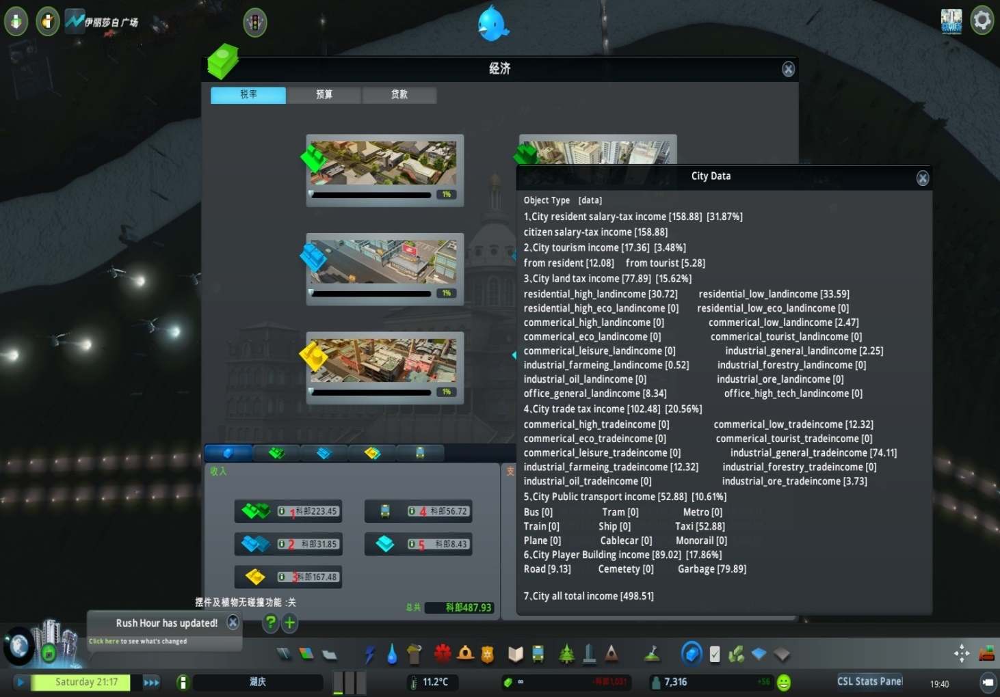 伊丽莎白广场
经济
税率 预算 贷款
1%
1%
1%
City Data
Object Type [data]
1､City resident salary-tax income [158.88] [31.87%]
citizen salary-tax income [158.88]
2､City tourism income [17.36] [3.48%]
from resident [12.08] from tourist [5.28]
3､City land tax income [77.89] [15.62%]
residential_high_landincome [30.72] residential_low_landincome [33.59]
residential_high_eco_landincome [0] residential_low_eco_landincome [0]
commerical_high_landincome [0] commerical_low_landincome [2.47]
commerical_eco_landincome [0] commerical_tourist_landincome [0]
commerical_leisure_landincome [0] industrial_general_landincome [2.25]
industrial_farmeing_landincome [0.52] industrial_forestry_landincome [0]
industrial_oil_landincome [0] industrial_ore_landincome [0]
office_general_landincome [8.34] office_high_tech_landincome [0]
4､City trade tax income [102.48] [20.56%]
commerical_high_tradeincome [0] commerical_low_tradeincome [12.32]
commerical_eco_tradeincome [0] commerical_tourist_tradeincome [0]
commerical_leisure_tradeincome [0] industrial_general_tradeincome [74.11]
industrial_farmeing_tradeincome [12.32] industrial_forestry_tradeincome [0]
industrial_oil_tradeincome [0] industrial_ore_tradeincome [3.73]
5､City Public transport income [52.88] [10.61%]
Bus [0] Tram [0] Metro [0]
Train [0] Ship [0] Taxi [52.88]
Plane [0] Cablecar [0] Monorail [0]
6､City Player Building income [89.02] [17.86%]
Road [9.13] Cemetety [0] Garbage [79.89]
7､City all total income [498.51]
收入
支
1 科郎223.45
4 科郎56.72
2 科郎31.85
5 科郎8.43
3 科郎167.48
总共 科郎487.93
摆件及植物无碰撞功能 :关
Rush Hour has updated!
Click here to see what's changed
Saturday 21:17
湖庆
11.2°C
∞ -科郎1,031
7,316 +56
CSL Stats Panel
19:40